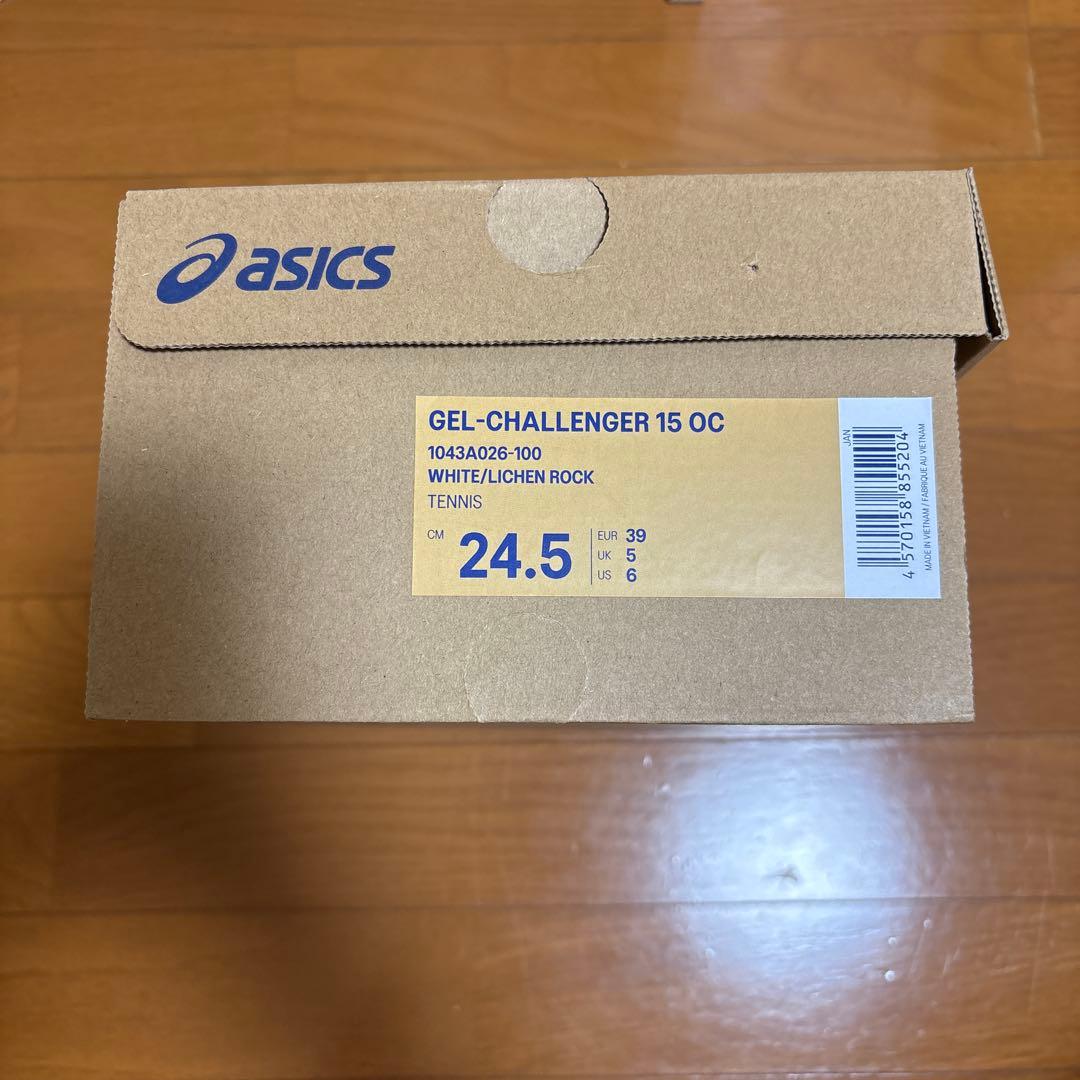 asics
GEL-CHALLENGER 15 OC
1043A026-100
WHITE/LICHEN ROCK
TENNIS
CM 24.5
EUR 39
UK 5
US 6
JAN
4 570158 855204
MADE IN VIETNAM / FABRIQUE AU VIETNAM